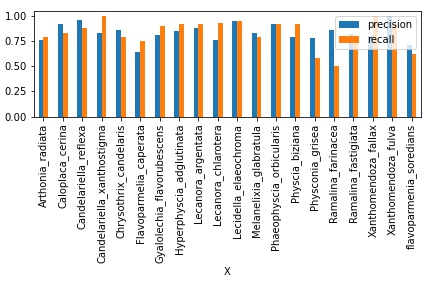 1.00
0.75
0.50
0.25
0.00
precision
recall
Arthonia_radiata
Caloplaca_cerina
Candelariella_reflexa
Candelariella_xanthostigma
Chrysothrix_candelaris
Flavoparmelia_caperata
Gyalolechia_flavorubescens
Hyperphyscia_adglutinata
Lecanora_argentata
Lecanora_chlarotera
Lecidella_elaeochroma
Melanelixia_glabratula
Phaeophyscia_orbicularis
Physcia_biziana
Physconia_grisea
Ramalina_farinacea
Ramalina_fastigiata
Xanthomendoza_fallax
Xanthomendoza_fulva
flavoparmenia_soredians
X